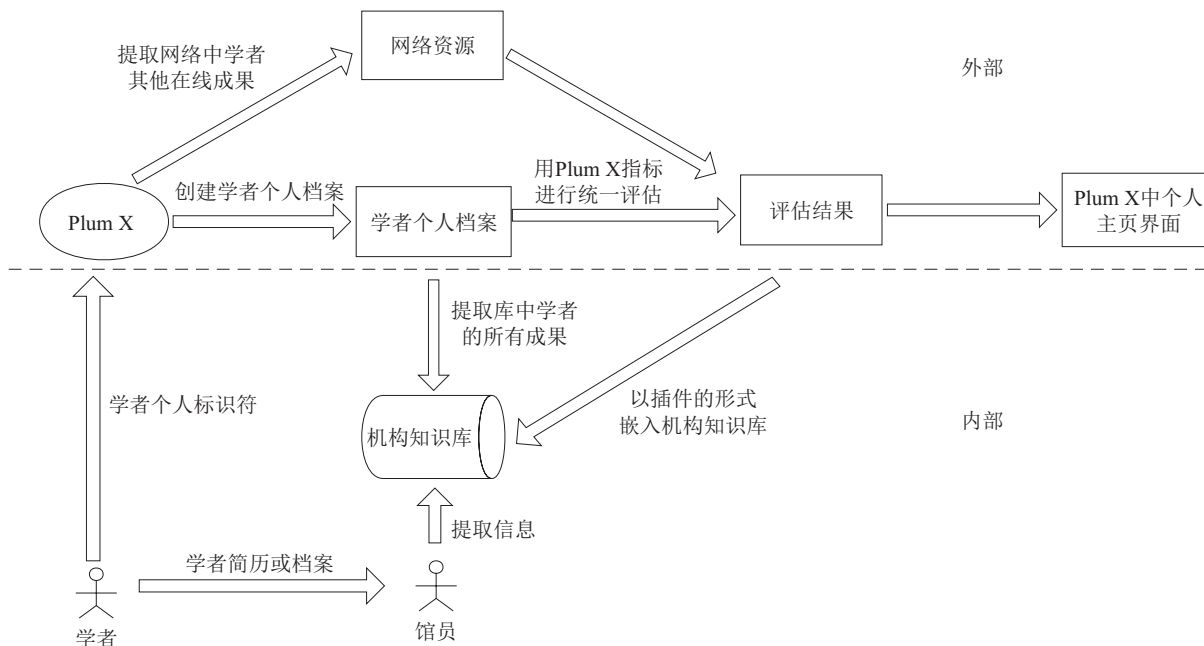 网络资源
提取网络中学者
其他在线成果
外部
创建学者个人档案
用Plum X指标
进行统一评估
Plum X
学者个人档案
评估结果
Plum X中个人
主页界面
提取库中学者
的所有成果
学者个人标识符
以插件的形式
嵌入机构知识库
内部
机构知识库
提取信息
学者简历或档案
学者
馆员